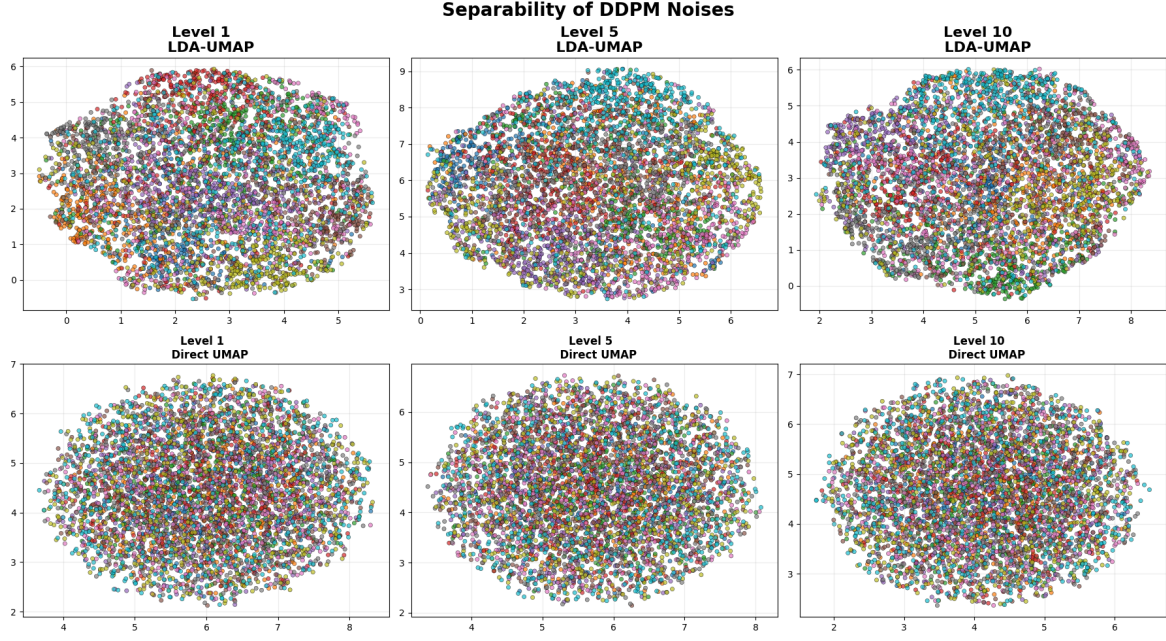 Separability of DDPM Noises
Level 1
LDA-UMAP
Level 5
LDA-UMAP
Level 10
LDA-UMAP
6
5
4
3
2
1
0
0 1 2 3 4 5
9
8
7
6
5
4
3
0 1 2 3 4 5 6
6
5
4
3
2
1
0
2 3 4 5 6 7 8
Level 1
Direct UMAP
Level 5
Direct UMAP
Level 10
Direct UMAP
7
6
5
4
3
2
4 5 6 7 8
6
5
4
3
2
4 5 6 7 8
7
6
5
4
3
2 3 4 5 6